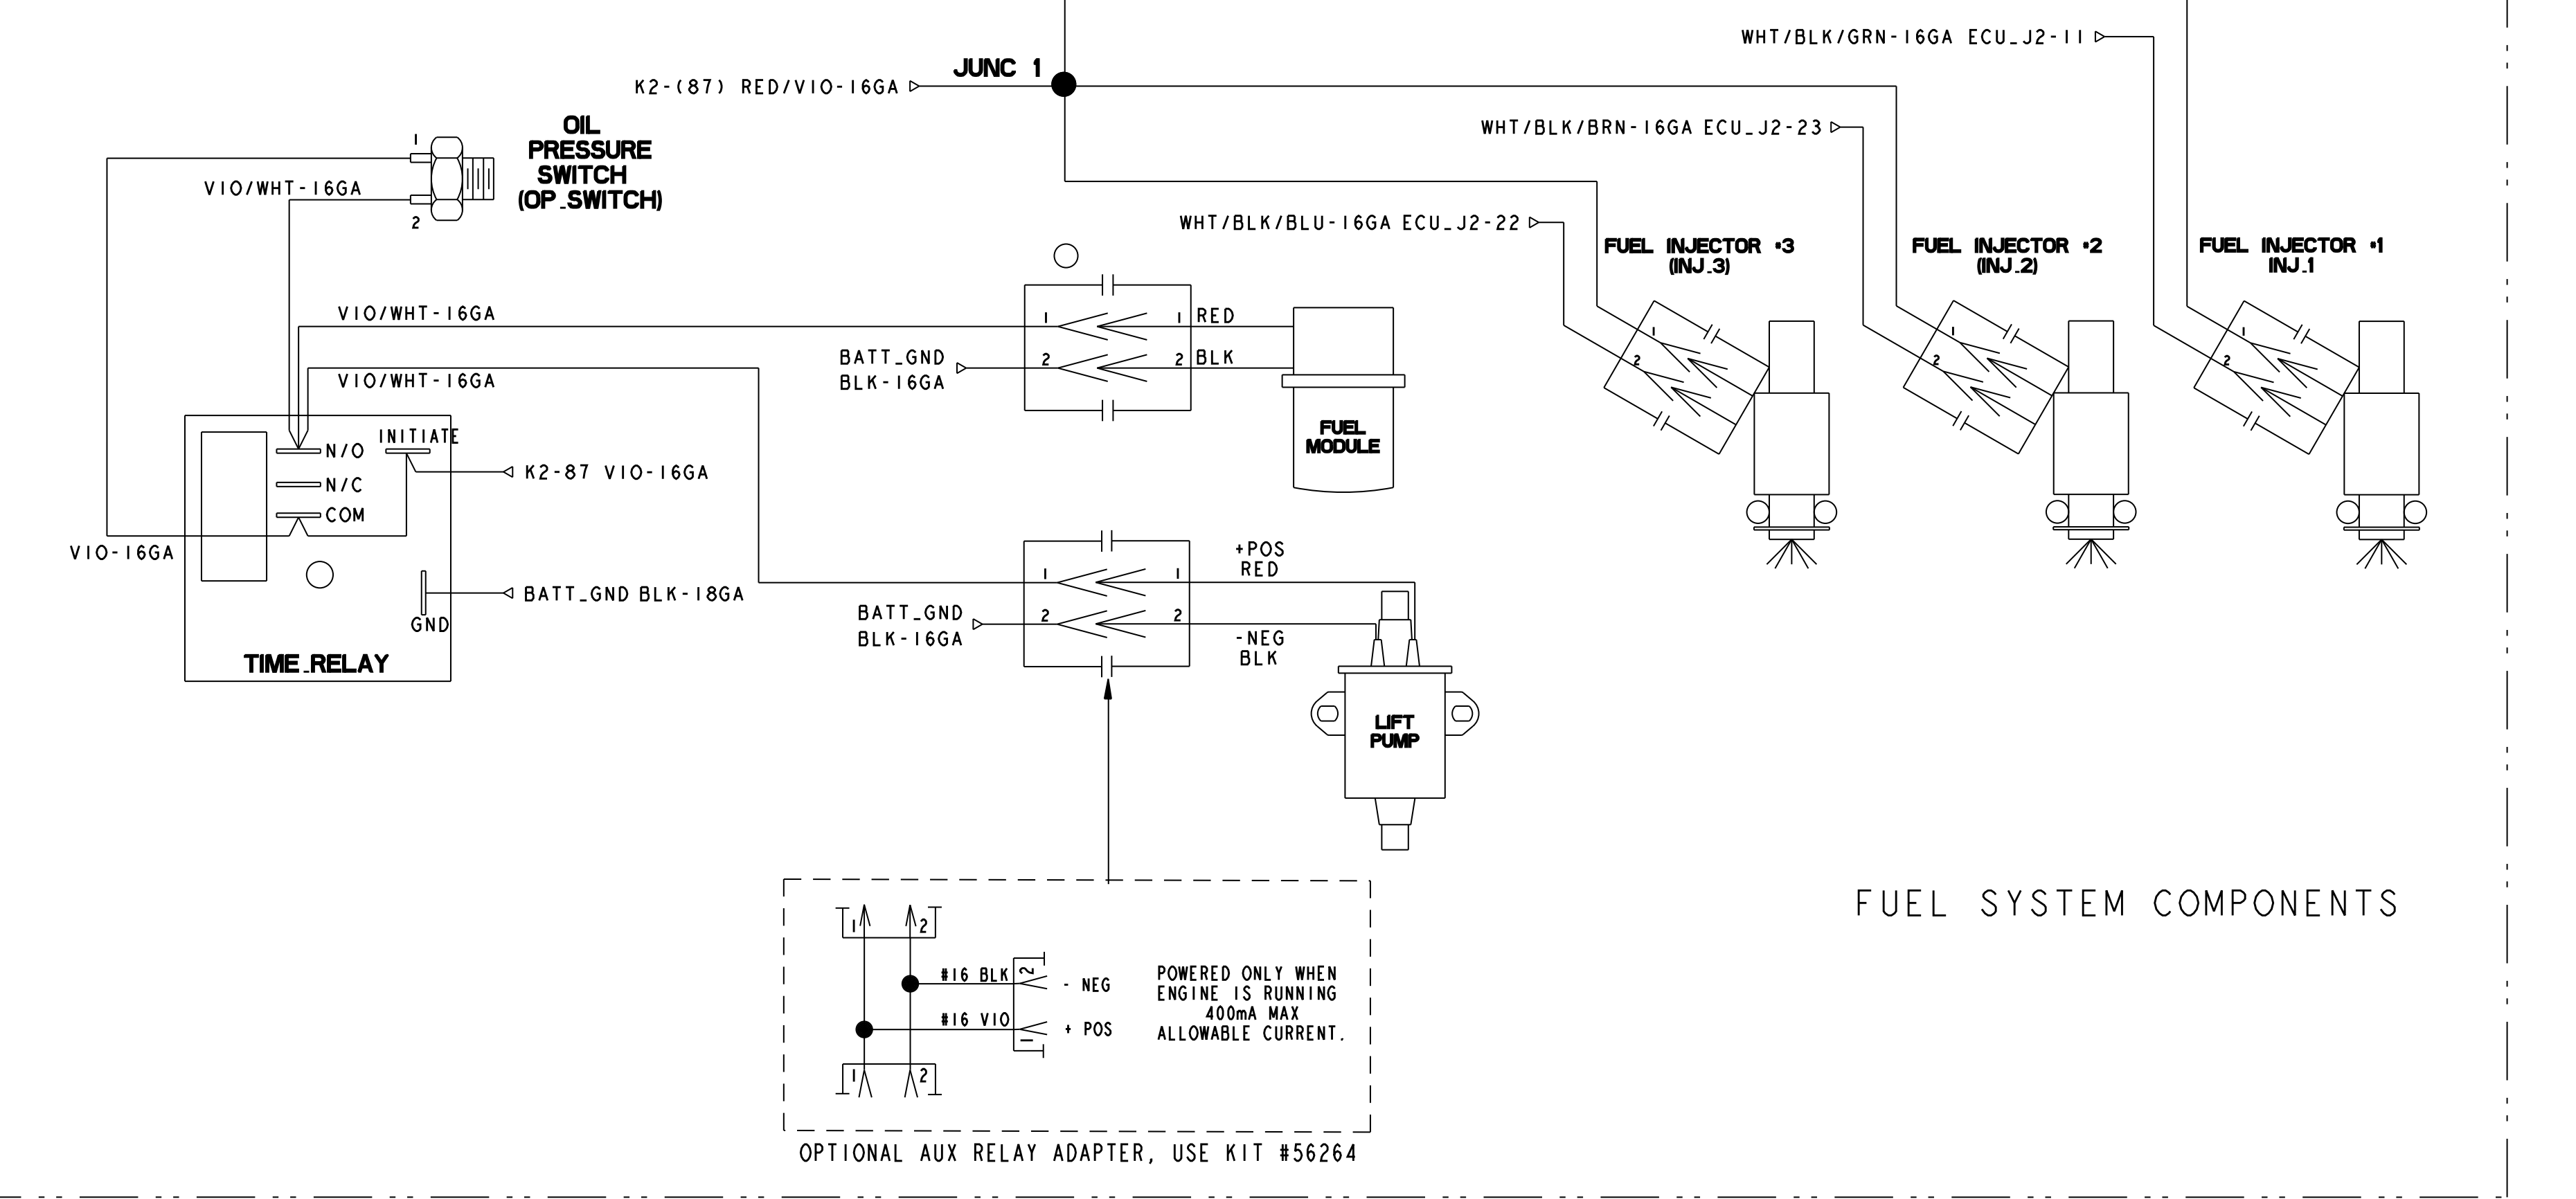 WHT/BLK/GRN-16GA ECU_J2-11
JUNC 1
K2-(87) RED/VIO-16GA
WHT/BLK/BRN-16GA ECU_J2-23
OIL
PRESSURE
SWITCH
(OP_SWITCH)
1
2
VIO/WHT-16GA
WHT/BLK/BLU-16GA ECU_J2-22
FUEL INJECTOR #3
(INJ_3)
FUEL INJECTOR #2
(INJ_2)
FUEL INJECTOR #1
INJ_1
1
2
1
2
1
2
VIO/WHT-16GA
1
1 RED
BATT_GND
BLK-16GA
2
2 BLK
FUEL
MODULE
VIO/WHT-16GA
INITIATE
N/O
N/C
COM
K2-87 VIO-16GA
VIO-16GA
BATT_GND BLK-18GA
GND
TIME_RELAY
+POS
RED
1
1
BATT_GND
BLK-16GA
2
2
-NEG
BLK
LIFT
PUMP
1
2
#16 BLK
2
- NEG
#16 VIO
1
+ POS
1
2
POWERED ONLY WHEN
ENGINE IS RUNNING
400mA MAX
ALLOWABLE CURRENT.
OPTIONAL AUX RELAY ADAPTER, USE KIT #56264
FUEL SYSTEM COMPONENTS